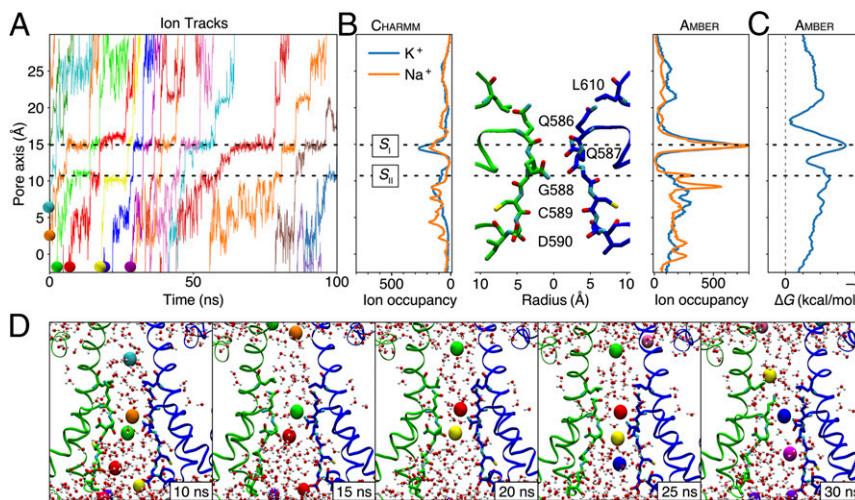 A
Ion Tracks
Pore axis (Å)
25
20
15
10
5
0
0
50
100
Time (ns)
B
CHARMM
K⁺
Na⁺
S_I
S_II
500
0
Ion occupancy
L610
Q586
Q587
G588
C589
D590
10
5
0
5
10
Radius (Å)
AMBER
0
500
Ion occupancy
C
AMBER
0
ΔG (kcal/mol
D
10 ns
15 ns
20 ns
25 ns
30 ns